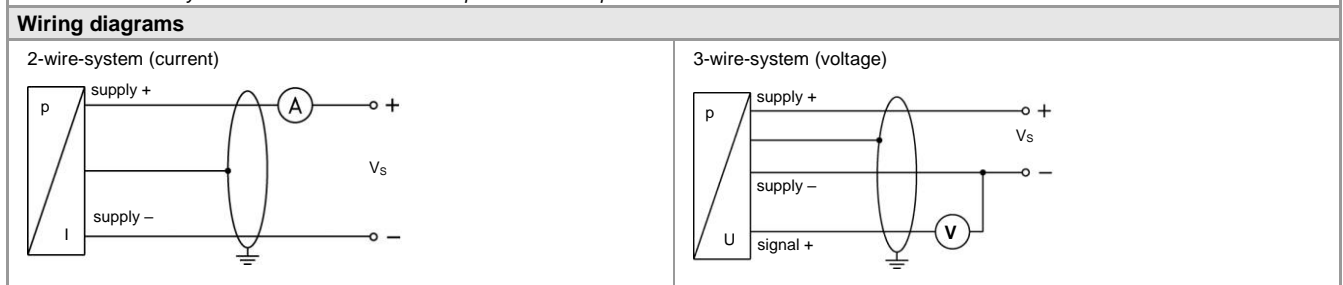 Wiring diagrams
2-wire-system (current)
p
supply +
A
+
VS
supply –
I
–
3-wire-system (voltage)
p
supply +
+
VS
supply –
–
V
U
signal +